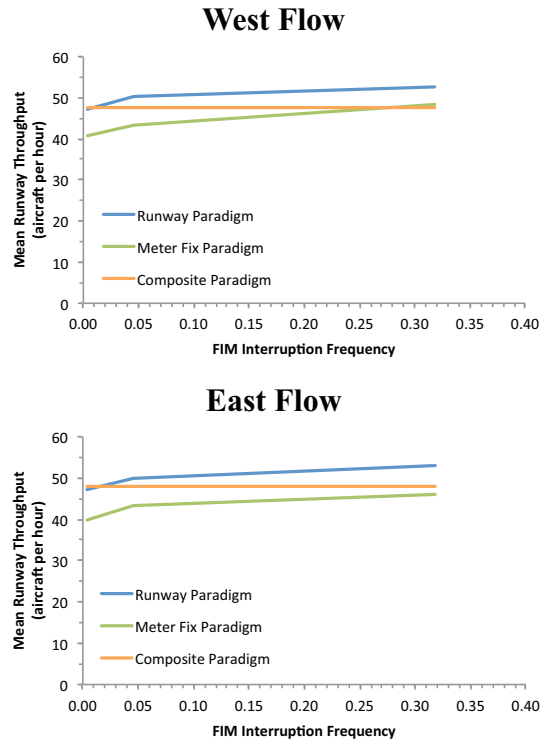 West Flow
Mean Runway Throughput
(aircraft per hour)
60
50
40
30
20
10
0
Runway Paradigm
Meter Fix Paradigm
Composite Paradigm
0.00 0.05 0.10 0.15 0.20 0.25 0.30 0.35 0.40
FIM Interruption Frequency
East Flow
Mean Runway Throughput
(aircraft per hour)
60
50
40
30
20
10
0
Runway Paradigm
Meter Fix Paradigm
Composite Paradigm
0.00 0.05 0.10 0.15 0.20 0.25 0.30 0.35 0.40
FIM Interruption Frequency